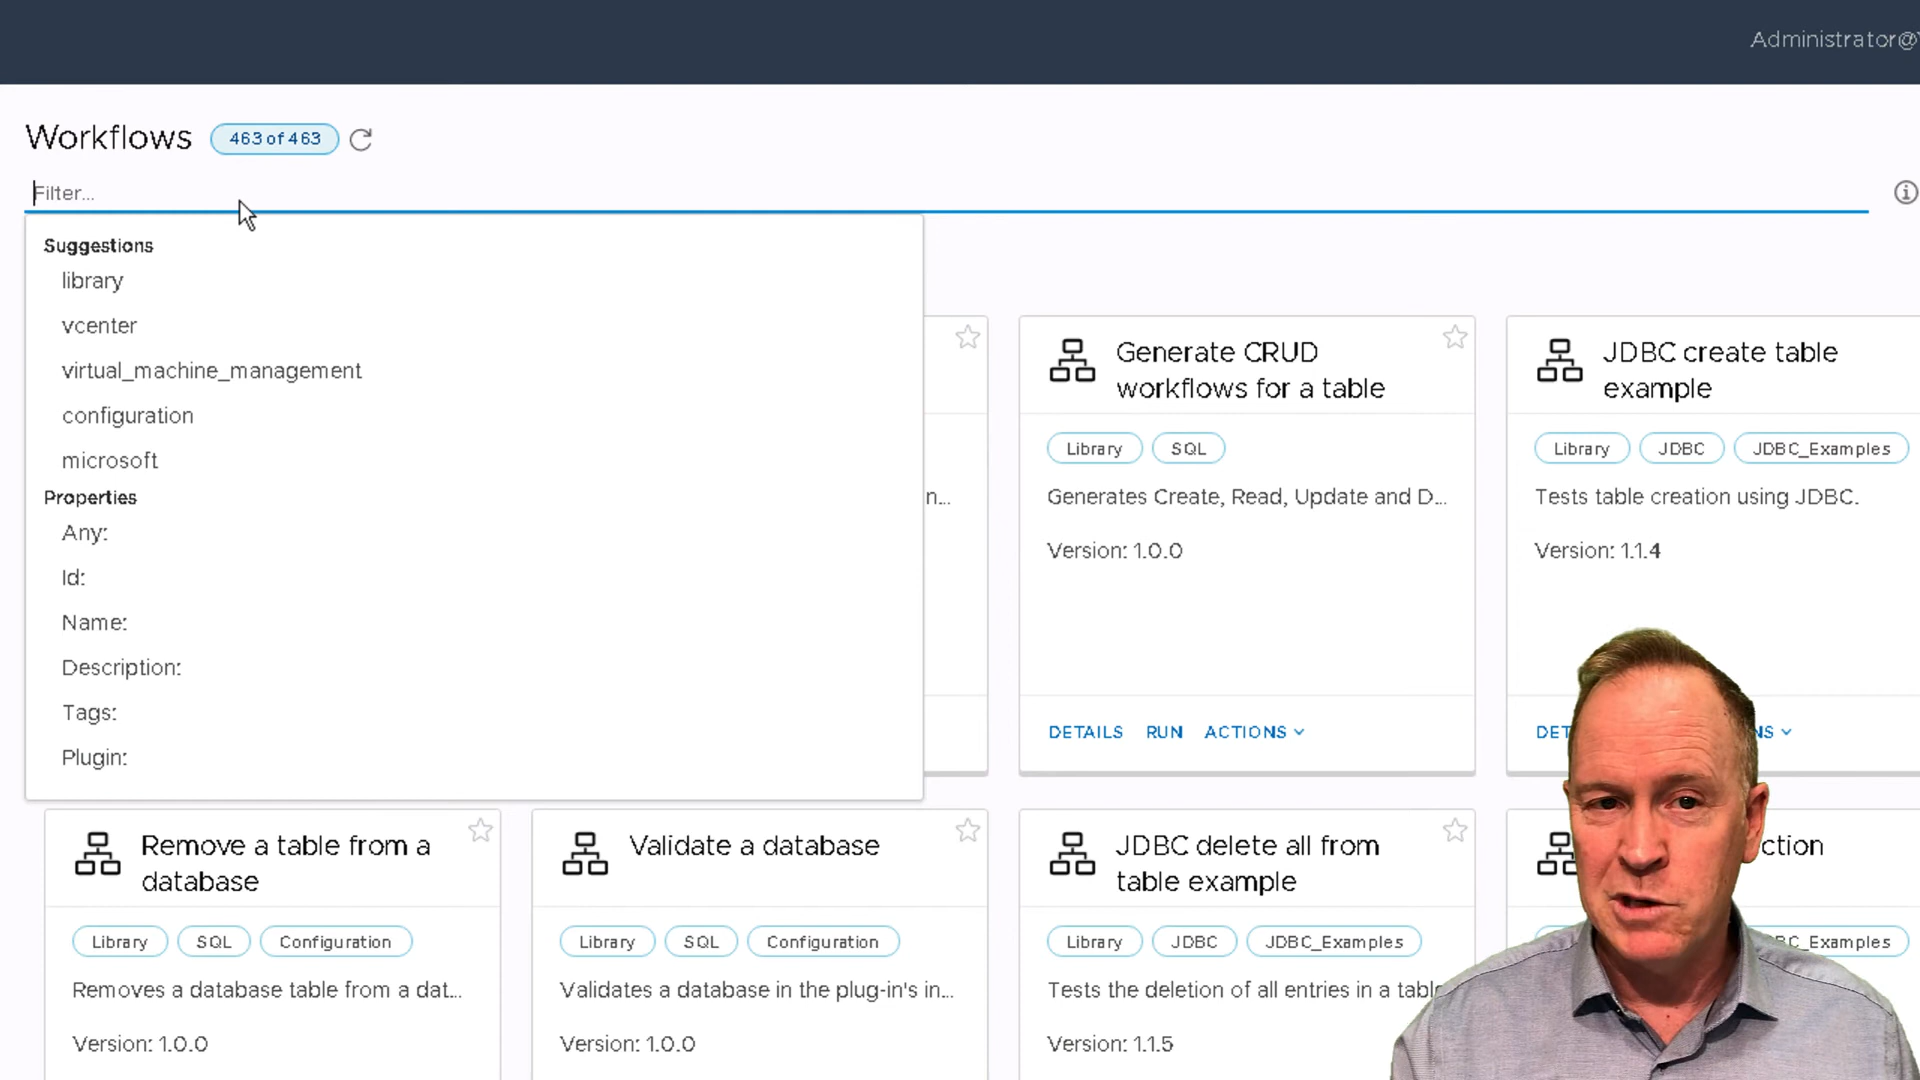 Administrator@
Workflows 463 of 463
Filter...
Suggestions
library
vcenter
virtual_machine_management
configuration
microsoft
Properties
Any:
Id:
Name:
Description:
Tags:
Plugin:
n...
Generate CRUD
workflows for a table
Library SQL
Generates Create, Read, Update and D...
Version: 1.0.0
DETAILS RUN ACTIONS
JDBC create table
example
Library JDBC JDBC_Examples
Tests table creation using JDBC.
Version: 1.1.4
Remove a table from a
database
Library SQL Configuration
Removes a database table from a dat...
Version: 1.0.0
Validate a database
Library SQL Configuration
Validates a database in the plug-in's in...
Version: 1.0.0
JDBC delete all from
table example
Library JDBC JDBC_Examples
Tests the deletion of all entries in a table
Version: 1.1.5